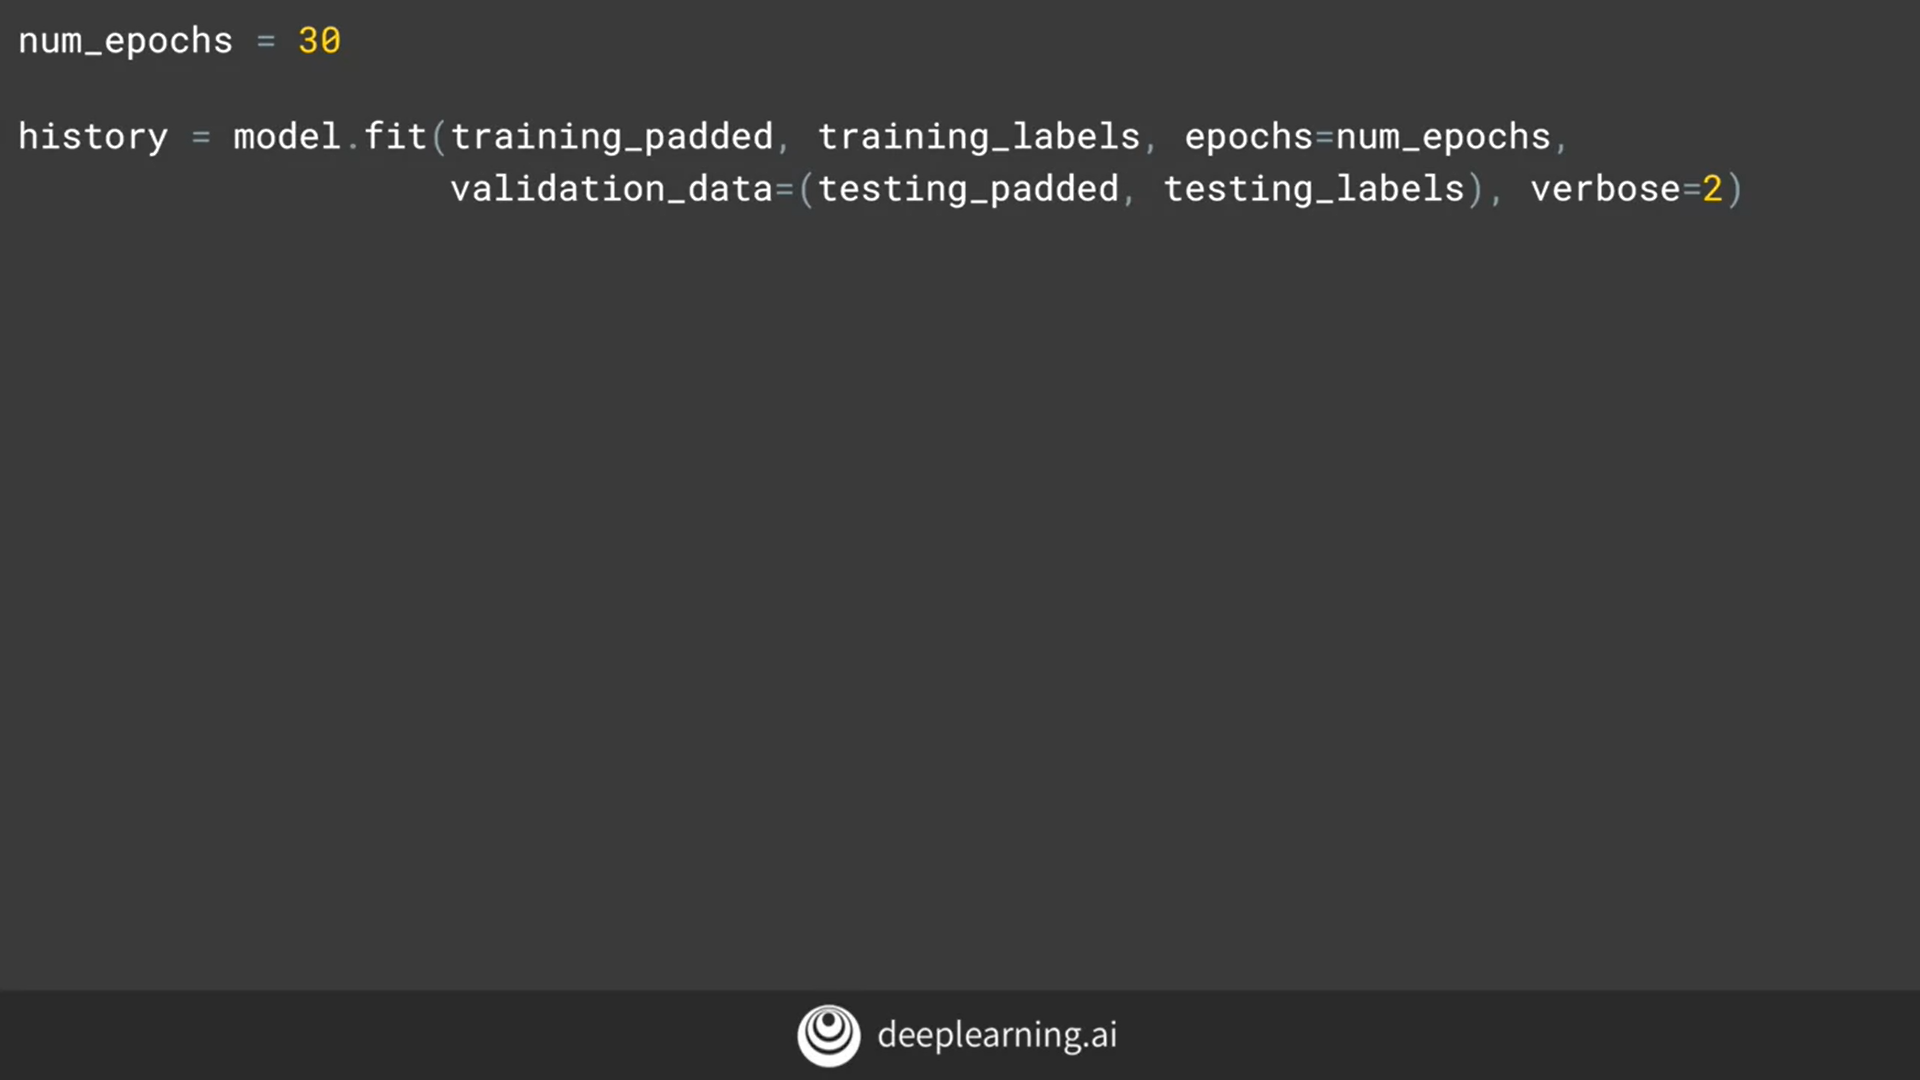 num_epochs = 30
history = model.fit(training_padded, training_labels, epochs=num_epochs,
validation_data=(testing_padded, testing_labels), verbose=2)
deeplearning.ai